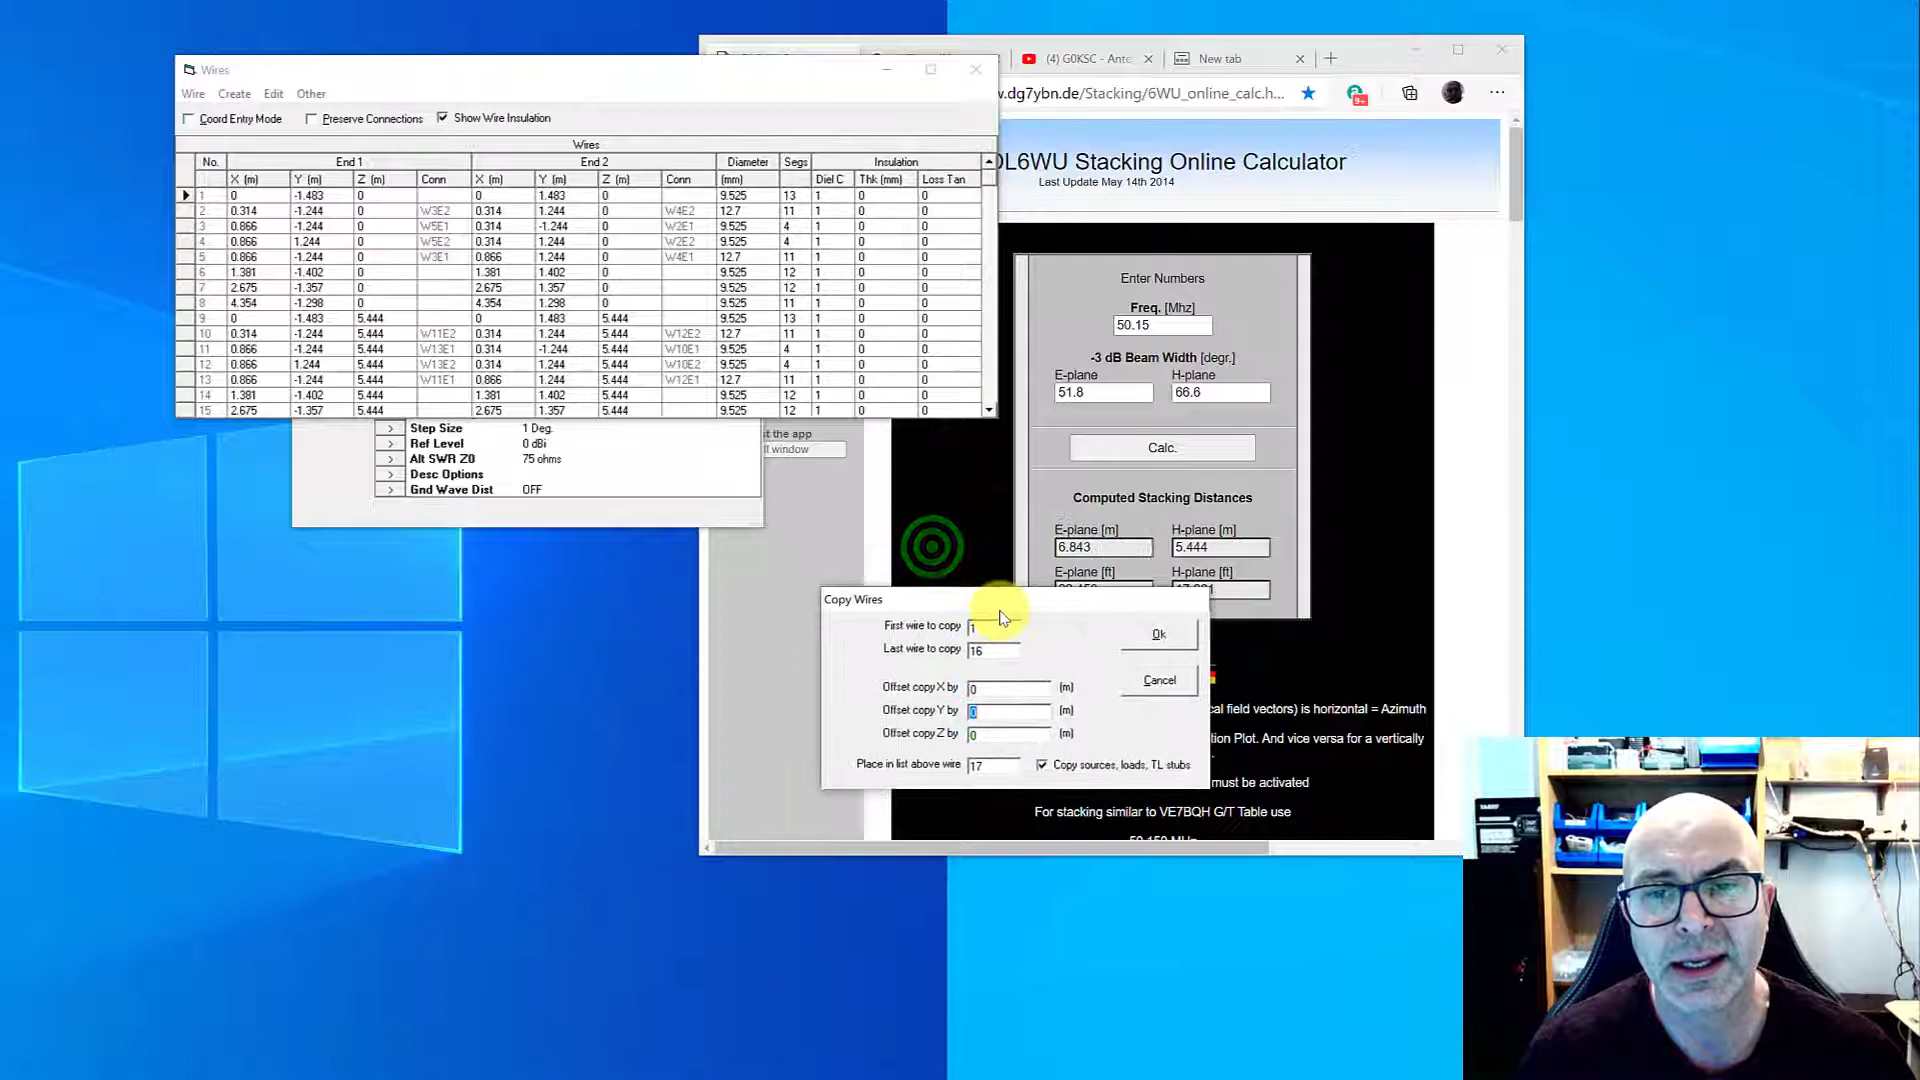 Wires
Wire Create Edit Other
Coord Entry Mode Preserve Connections Show Wire Insulation
Wires
No. End 1 End 2 Diameter Segs Insulation
X (m) Y (m) Z (m) Conn X (m) Y (m) Z (m) Conn (mm) Diel C Thk (mm) Loss Tan
1 0 -1.483 0 0 1.483 0 9.525 13 1 0 0
2 0.314 -1.244 0 W3E2 0.314 1.244 0 W4E2 12.7 11 1 0 0
3 0.866 -1.244 0 W5E1 0.314 -1.244 0 W2E1 9.525 4 1 0 0
4 0.866 1.244 0 W5E2 0.314 1.244 0 W2E2 9.525 4 1 0 0
5 0.866 -1.244 0 W3E1 0.866 1.244 0 W4E1 12.7 11 1 0 0
6 1.381 -1.402 0 1.381 1.402 0 9.525 12 1 0 0
7 2.675 -1.357 0 2.675 1.357 0 9.525 12 1 0 0
8 4.354 -1.298 0 4.354 1.298 0 9.525 11 1 0 0
9 0 -1.483 5.444 0 1.483 5.444 9.525 13 1 0 0
10 0.314 -1.244 5.444 W11E2 0.314 1.244 5.444 W12E2 12.7 11 1 0 0
11 0.866 -1.244 5.444 W13E1 0.314 -1.244 5.444 W10E1 9.525 4 1 0 0
12 0.866 1.244 5.444 W13E2 0.314 1.244 5.444 W10E2 9.525 4 1 0 0
13 0.866 -1.244 5.444 W11E1 0.866 1.244 5.444 W12E1 12.7 11 1 0 0
14 1.381 -1.402 5.444 1.381 1.402 5.444 9.525 12 1 0 0
15 2.675 -1.357 5.444 2.675 1.357 5.444 9.525 12 1 0 0
> Step Size 1 Deg.
> Ref Level 0 dBi
> Alt SWR Z0 75 ohms
> Desc Options
> Gnd Wave Dist OFF
t the app
ll window
(4) G0KSC - Ante New tab
w.dg7ybn.de/Stacking/6WU_online_calc.h...
9+
DL6WU Stacking Online Calculator
Last Update May 14th 2014
Enter Numbers
Freq. [Mhz]
50.15
-3 dB Beam Width [degr.]
E-plane H-plane
51.8 66.6
Calc.
Computed Stacking Distances
E-plane [m] H-plane [m]
6.843 5.444
E-plane [ft] H-plane [ft]
Copy Wires
First wire to copy 1
Last wire to copy 16
Offset copy X by 0 (m)
Offset copy Y by 0 (m)
Offset copy Z by 0 (m)
Place in list above wire 17 Copy sources, loads, TL stubs
Ok
Cancel
cal field vectors) is horizontal = Azimuth
tion Plot. And vice versa for a vertically
must be activated
For stacking similar to VE7BQH G/T Table use
50.150 MHz